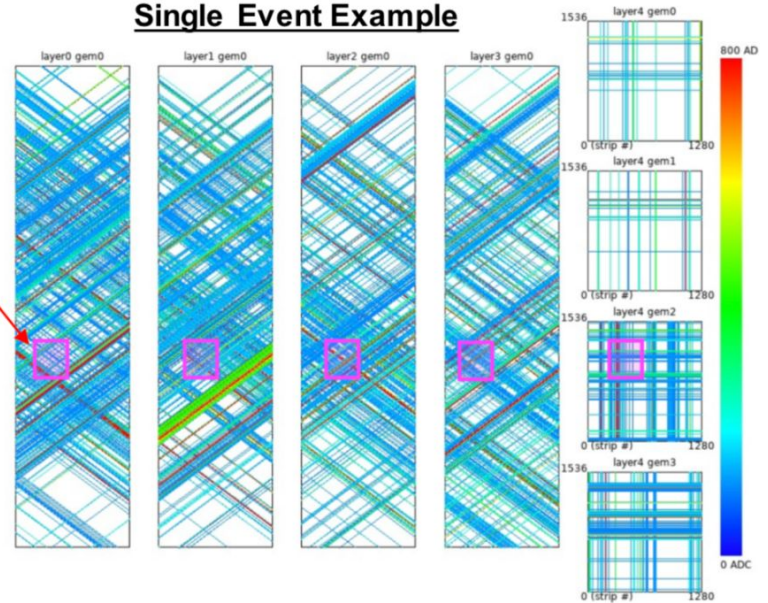 Single Event Example
layer0 gem0
layer1 gem0
layer2 gem0
layer3 gem0
layer4 gem0
1536
0 (strip #)
1280
layer4 gem1
1536
0 (strip #)
1280
layer4 gem2
1536
0 (strip #)
1280
layer4 gem3
1536
0 (strip #)
1280
800 AD
0 ADC